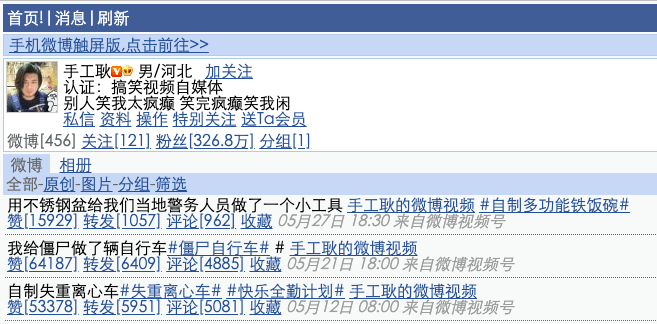 首页! | 消息 | 刷新
手机微博触屏版,点击前往>>
手工耿 男/河北 加关注
认证：搞笑视频自媒体
别人笑我太疯癫 笑完疯癫笑我闲
私信 资料 操作 特别关注 送Ta会员
微博[456] 关注[121] 粉丝[326.8万] 分组[1]
微博 相册
全部-原创-图片-分组-筛选
用不锈钢盆给我们当地警务人员做了一个小工具 手工耿的微博视频 #自制多功能铁饭碗#
赞[15929] 转发[1057] 评论[962] 收藏 05月27日 18:30 来自微博视频号
我给僵尸做了辆自行车#僵尸自行车# # 手工耿的微博视频
赞[64187] 转发[6409] 评论[4885] 收藏 05月21日 18:00 来自微博视频号
自制失重离心车#失重离心车# #快乐全勤计划# 手工耿的微博视频
赞[53378] 转发[5951] 评论[5081] 收藏 05月12日 08:00 来自微博视频号